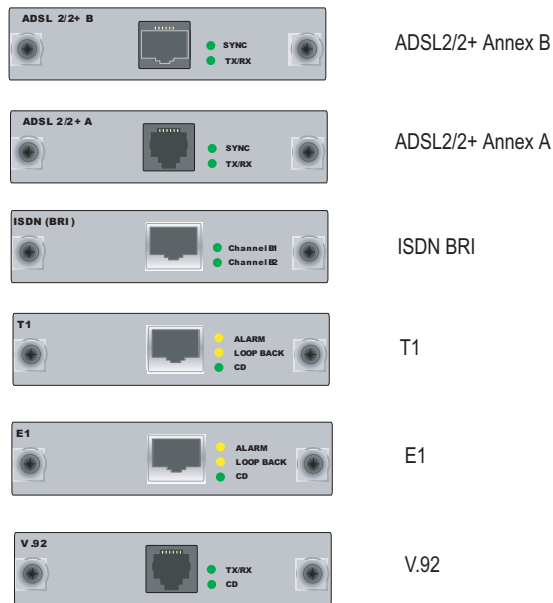 ADSL 2/2+ B
SYNC
TX/RX
ADSL2/2+ Annex B
ADSL 2/2+ A
SYNC
TX/RX
ADSL2/2+ Annex A
ISDN (BRI)
Channel B1
Channel B2
ISDN BRI
T1
ALARM
LOOP BACK
CD
T1
E1
ALARM
LOOP BACK
CD
E1
V.92
TX/RX
CD
V.92